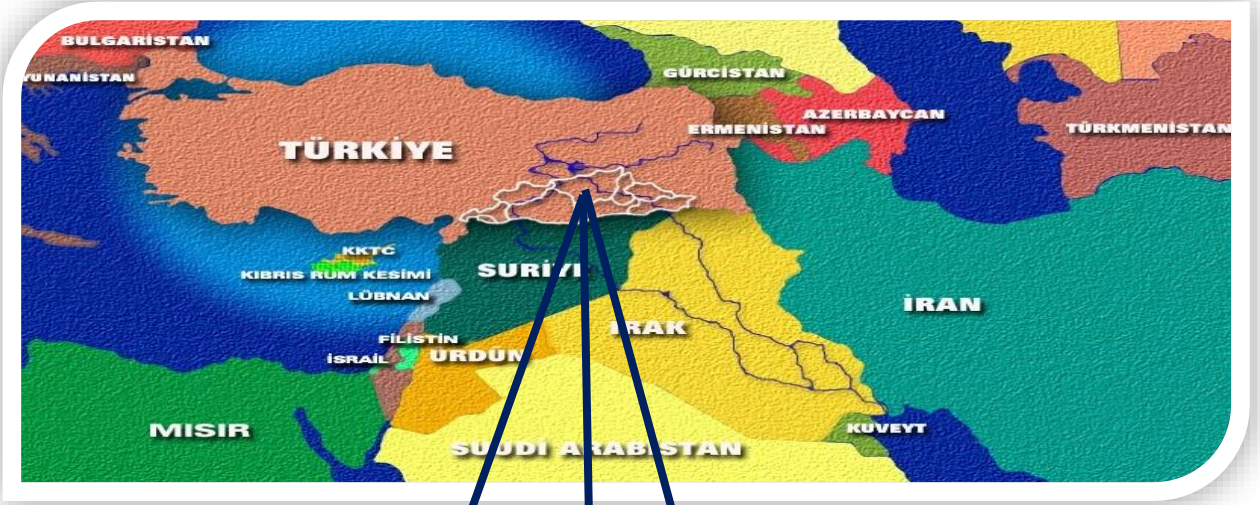 BULGARİSTAN
YUNANİSTAN
GÜRCİSTAN
AZERBAYCAN
ERMENİSTAN
TÜRKMENİSTAN
TÜRKİYE
KKTC
KIBRIS RUM KESİMİ
SURİYE
LÜBNAN
İRAN
IRAK
FİLİSTİN
İSRAİL
ÜRDÜN
MISIR
KUVEYT
SUUDİ ARABİSTAN